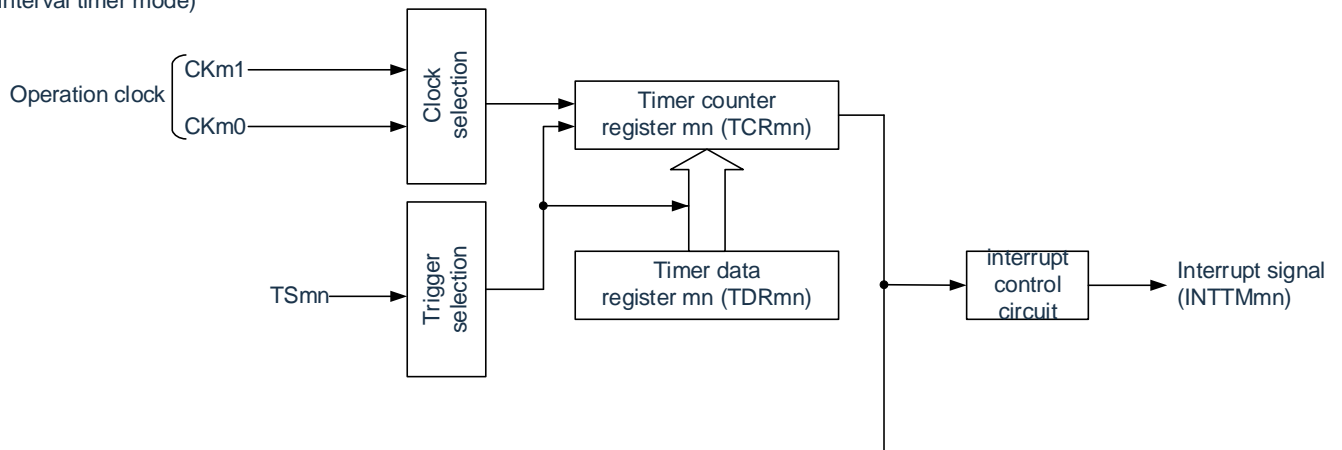 nterval timer mode)
Operation clock
CKm1
CKm0
Clock
selection
Timer counter
register mn (TCRmn)
TSmn
Trigger
selection
Timer data
register mn (TDRmn)
interrupt
control
circuit
Interrupt signal
(INTTMmn)